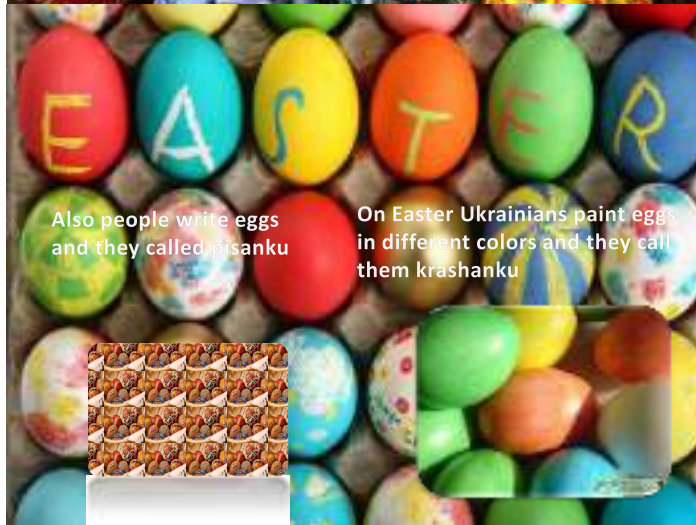 E A S T E R
Also people write eggs
and they called pisanku
On Easter Ukrainians paint eggs
in different colors and they call
them krashanku